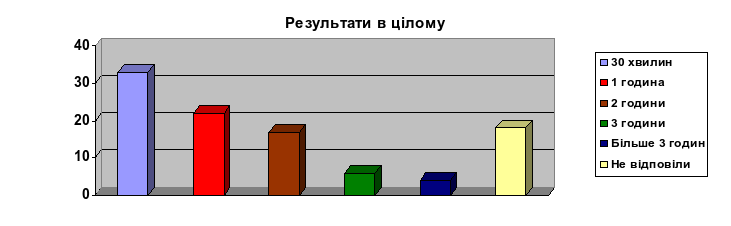 Результати в цілому
40
30
20
10
0
30 хвилин
1 година
2 години
3 години
Більше 3 годин
Не відповіли